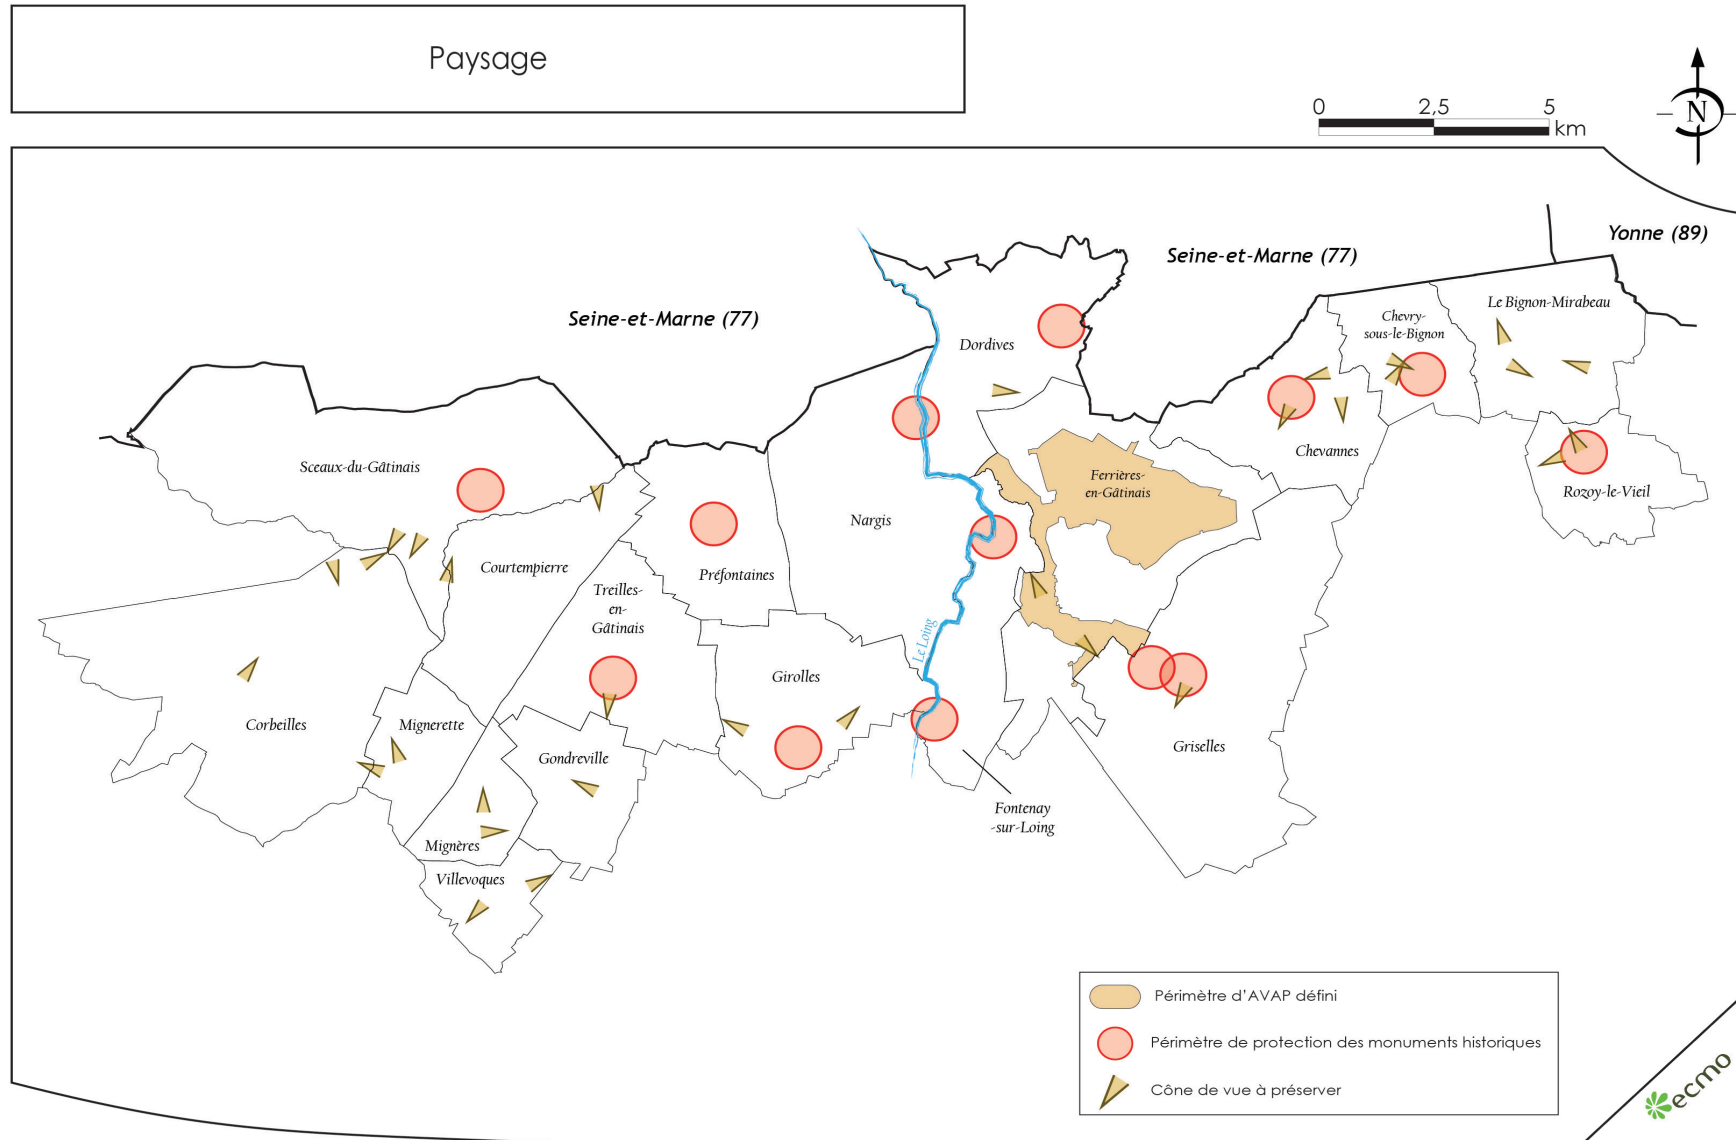 Paysage
0 2,5 5
km
N
Yonne (89)
Seine-et-Marne (77)
Seine-et-Marne (77)
Le Bignon-Mirabeau
Chevry-
sous-le-Bignon
Dordives
Chevannes
Sceaux-du-Gâtinais
Ferrières-
en-Gâtinais
Rozoy-le-Vieil
Nargis
Courtempierre
Préfontaines
Treilles-
en-
Gâtinais
Le Loing
Girolles
Corbeilles
Mignerette
Griselles
Gondreville
Fontenay
-sur-Loing
Mignères
Villevoques
Périmètre d'AVAP défini
Périmètre de protection des monuments historiques
Cône de vue à préserver
ecmo